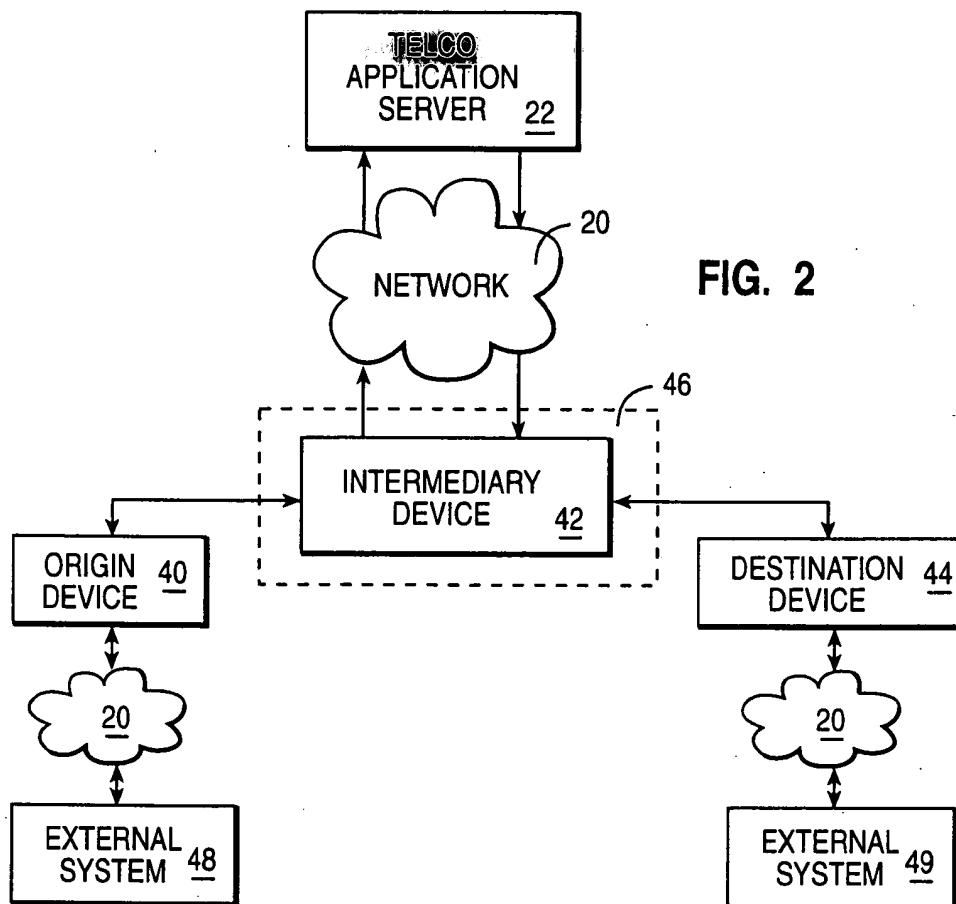 TELCO
APPLICATION
SERVER 22
20
NETWORK
FIG. 2
46
INTERMEDIARY
DEVICE 42
ORIGIN
DEVICE 40
DESTINATION
DEVICE 44
20
20
EXTERNAL
SYSTEM 48
EXTERNAL
SYSTEM 49